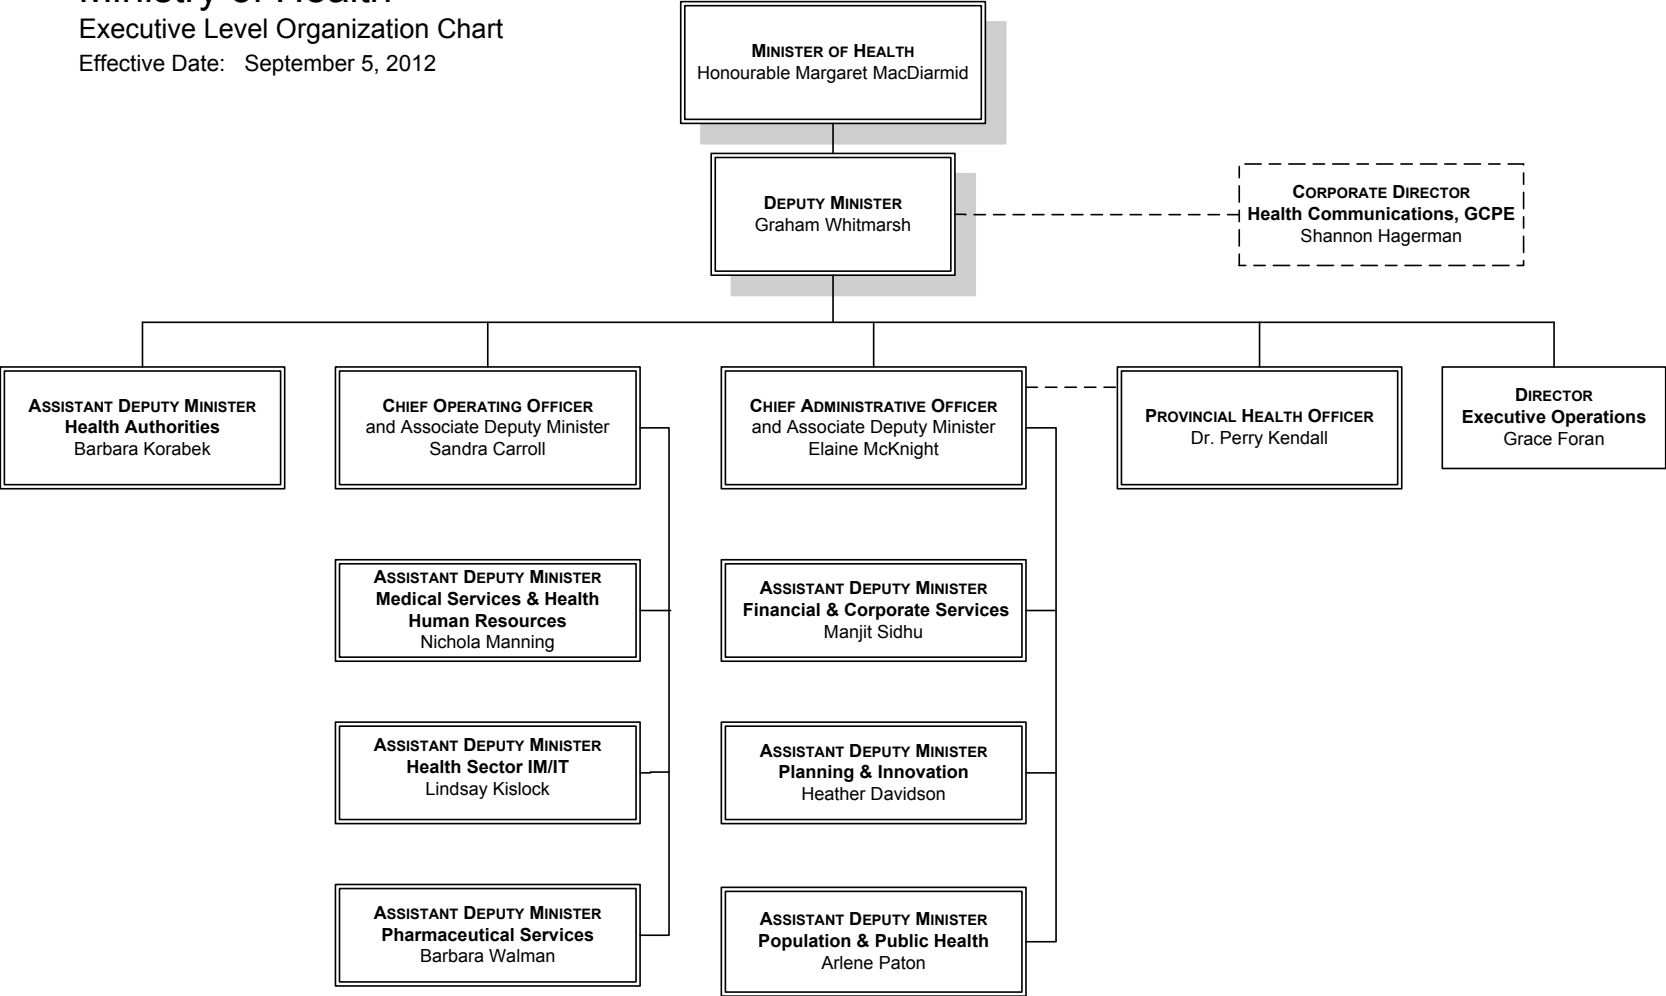 Ministry of Health
Executive Level Organization Chart
Effective Date: September 5, 2012
MINISTER OF HEALTH
Honourable Margaret MacDiarmid
DEPUTY MINISTER
Graham Whitmarsh
CORPORATE DIRECTOR
Health Communications, GCPE
Shannon Hagerman
ASSISTANT DEPUTY MINISTER
Health Authorities
Barbara Korabek
CHIEF OPERATING OFFICER
and Associate Deputy Minister
Sandra Carroll
CHIEF ADMINISTRATIVE OFFICER
and Associate Deputy Minister
Elaine McKnight
PROVINCIAL HEALTH OFFICER
Dr. Perry Kendall
DIRECTOR
Executive Operations
Grace Foran
ASSISTANT DEPUTY MINISTER
Medical Services & Health
Human Resources
Nichola Manning
ASSISTANT DEPUTY MINISTER
Financial & Corporate Services
Manjit Sidhu
ASSISTANT DEPUTY MINISTER
Health Sector IM/IT
Lindsay Kislock
ASSISTANT DEPUTY MINISTER
Planning & Innovation
Heather Davidson
ASSISTANT DEPUTY MINISTER
Pharmaceutical Services
Barbara Walman
ASSISTANT DEPUTY MINISTER
Population & Public Health
Arlene Paton